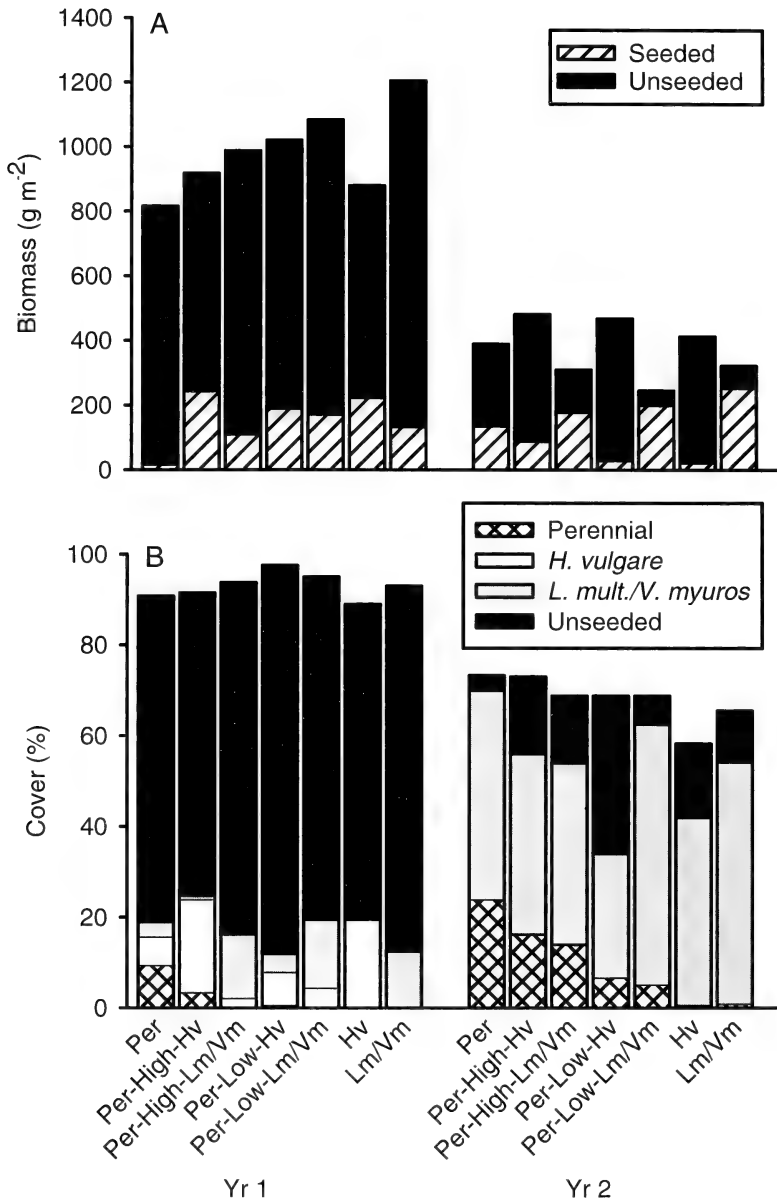 A
Seeded
Unseeded
1400
1200
1000
800
600
400
200
0
Biomass (g m-2)
B
Perennial
H. vulgare
L. mult./V. myuros
Unseeded
100
80
60
40
20
0
Cover (%)
Per
Per-High-Hv
Per-High-Lm/Vm
Per-Low-Hv
Per-Low-Lm/Vm
Hv
Lm/Vm
Per
Per-High-Hv
Per-High-Lm/Vm
Per-Low-Hv
Per-Low-Lm/Vm
Hv
Lm/Vm
Yr 1
Yr 2